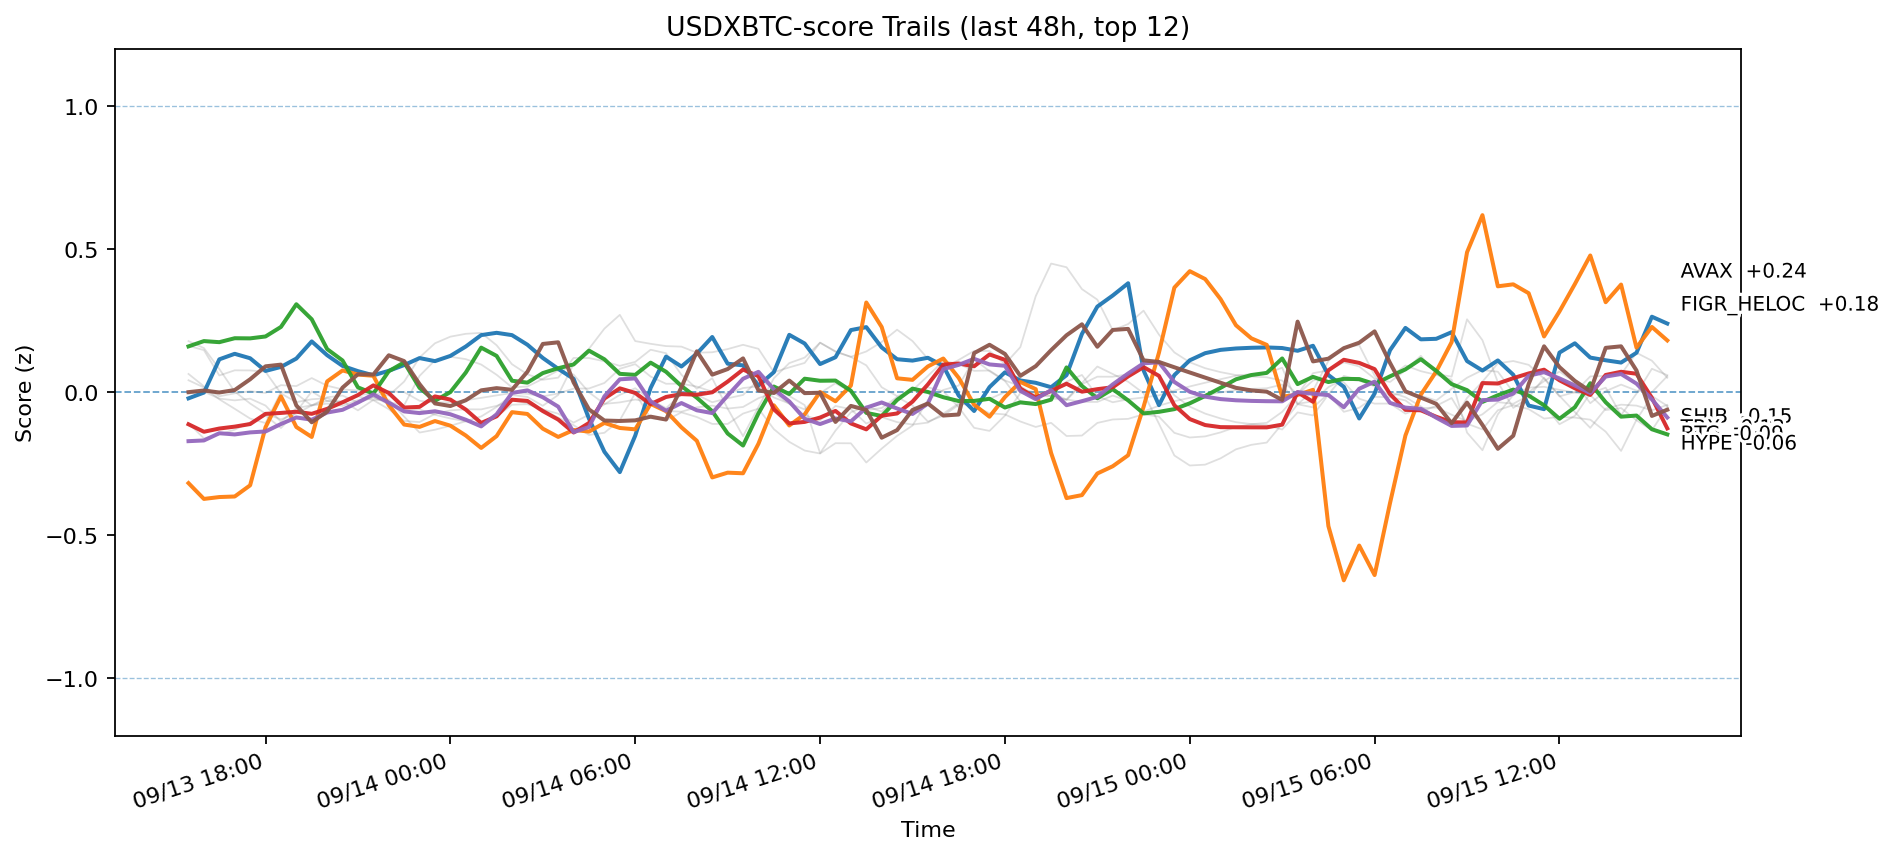 USDXBTC-score Trails (last 48h, top 12)
Score (z)
1.0
0.5
0.0
−0.5
−1.0
AVAX +0.24
FIGR_HELOC +0.18
SHIB -0.15
HYPE -0.06
09/13 18:00
09/14 00:00
09/14 06:00
09/14 12:00
09/14 18:00
09/15 00:00
09/15 06:00
09/15 12:00
Time